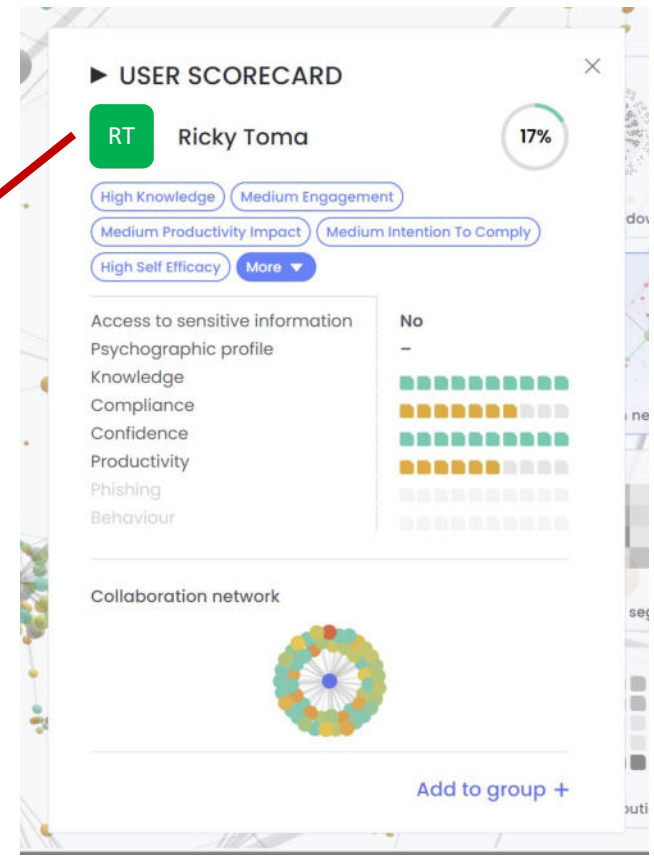 ▶ USER SCORECARD
RT Ricky Toma 17%
High Knowledge Medium Engagement
Medium Productivity Impact Medium Intention To Comply
High Self Efficacy More ▼
Access to sensitive information No
Psychographic profile –
Knowledge
Compliance
Confidence
Productivity
Phishing
Behaviour
Collaboration network
Add to group +